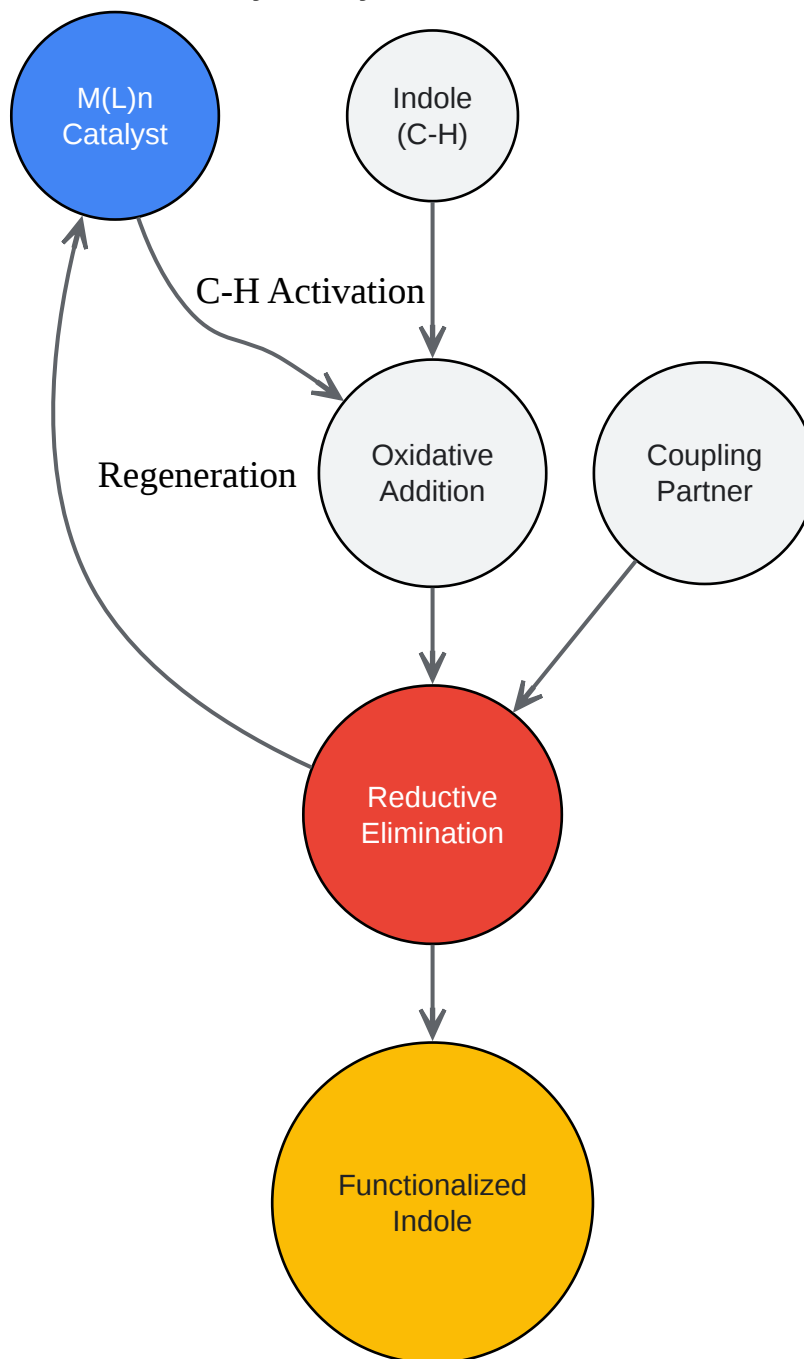 M(L)n
Catalyst
Indole
(C-H)
C-H Activation
Oxidative
Addition
Coupling
Partner
Regeneration
Reductive
Elimination
Functionalized
Indole